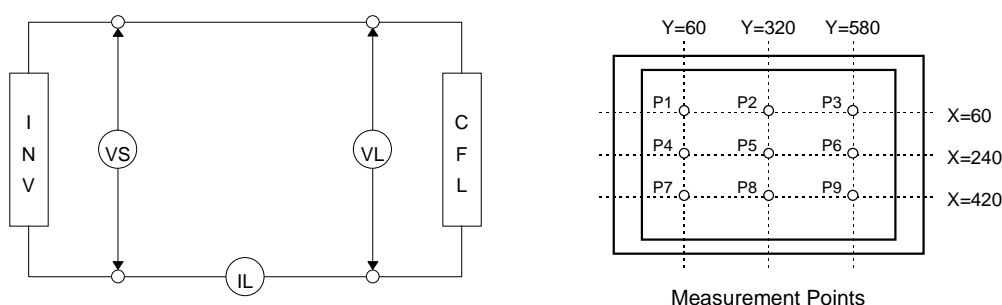 I
N
V
VS
VL
C
F
L
IL
Y=60 Y=320 Y=580
P1 P2 P3
X=60
P4 P5 P6
X=240
P7 P8 P9
X=420
Measurement Points